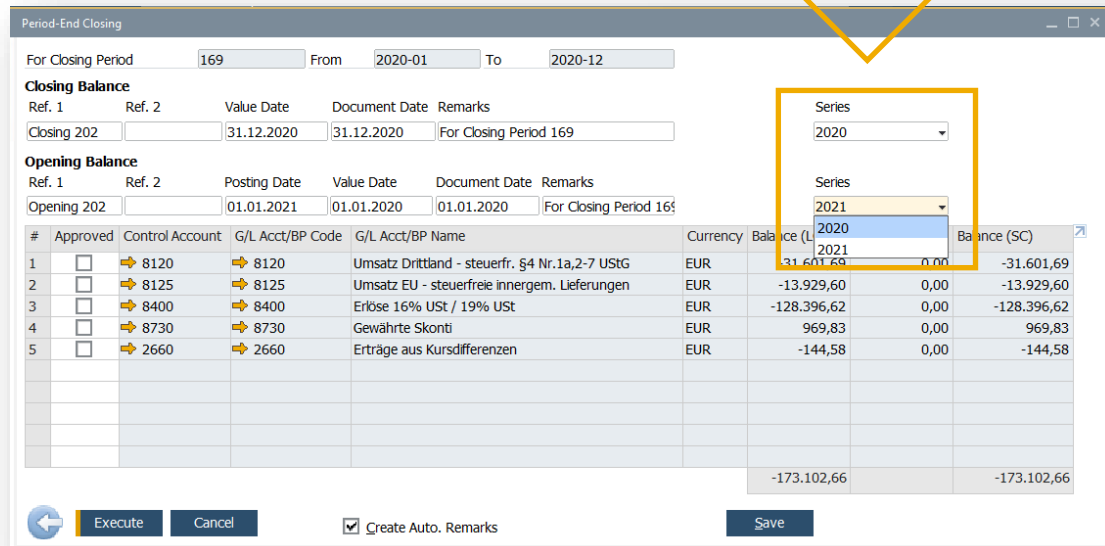 Period-End Closing
For Closing Period 169 From 2020-01 To 2020-12
Closing Balance
Ref. 1 Ref. 2 Value Date Document Date Remarks Series
Closing 202 31.12.2020 31.12.2020 For Closing Period 169 2020
Opening Balance
Ref. 1 Ref. 2 Posting Date Value Date Document Date Remarks Series
Opening 202 01.01.2021 01.01.2020 01.01.2020 For Closing Period 169 2021
2020
2021
# Approved Control Account G/L Acct/BP Code G/L Acct/BP Name Currency Balance (L Balance (SC)
1 8120 8120 Umsatz Drittland - steuerfr. §4 Nr.1a,2-7 UStG EUR -31.601,69 0,00 -31.601,69
2 8125 8125 Umsatz EU - steuerfreie innergem. Lieferungen EUR -13.929,60 0,00 -13.929,60
3 8400 8400 Erlöse 16% USt / 19% USt EUR -128.396,62 0,00 -128.396,62
4 8730 8730 Gewährte Skonti EUR 969,83 0,00 969,83
5 2660 2660 Erträge aus Kursdifferenzen EUR -144,58 0,00 -144,58
-173.102,66 -173.102,66
Execute Cancel Create Auto. Remarks Save